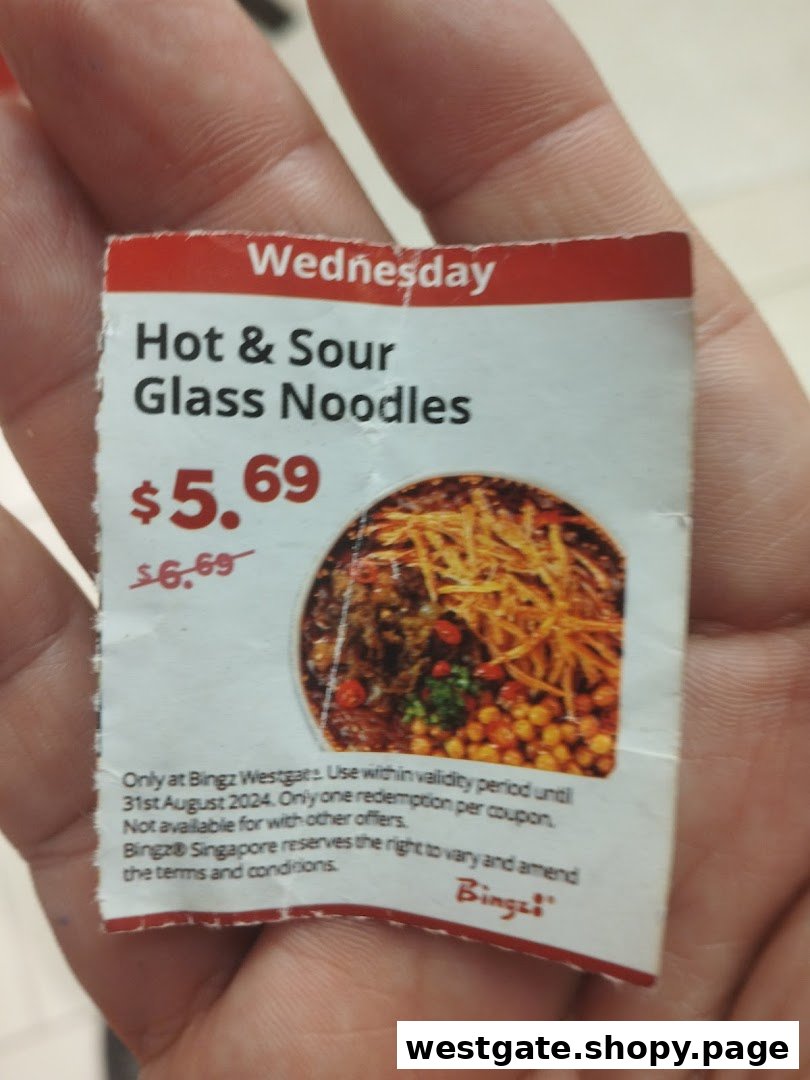 Wednesday
Hot & Sour
Glass Noodles
$5.69
$6.69
Only at Bingz Westgate. Use within validity period until
31st August 2024. Only one redemption per coupon.
Not available for with other offers.
Bingz® Singapore reserves the right to vary and amend
the terms and conditions.
Bingz®
westgate.shopy.page